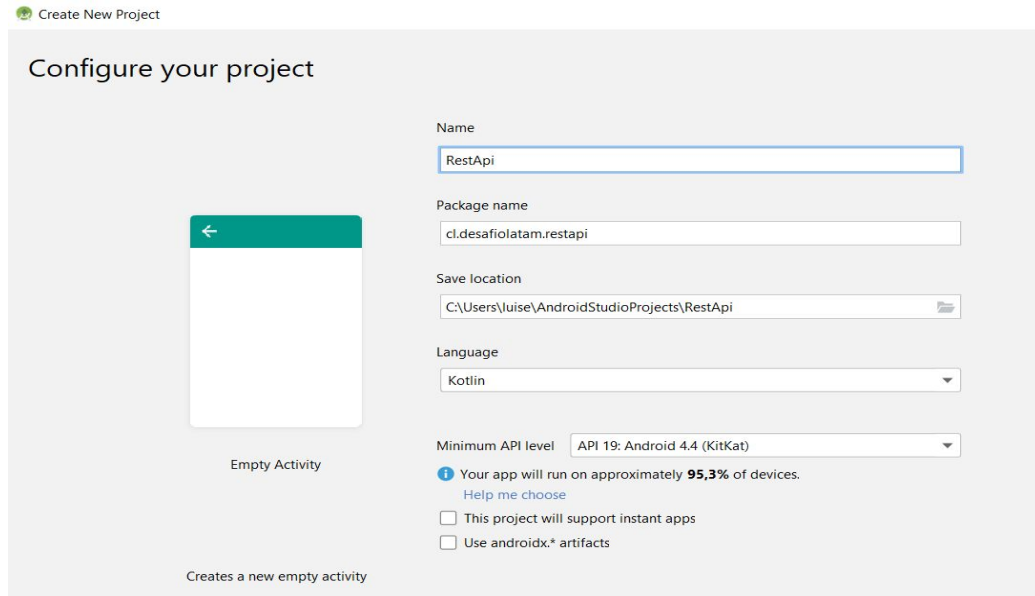 Create New Project
Configure your project
Name
RestApi
Package name
cl.desafiolatam.restapi
Save location
C:\Users\luise\AndroidStudioProjects\RestApi
Language
Kotlin
Minimum API level API 19: Android 4.4 (KitKat)
Empty Activity
Your app will run on approximately 95,3% of devices.
Help me choose
This project will support instant apps
Use androidx.* artifacts
Creates a new empty activity